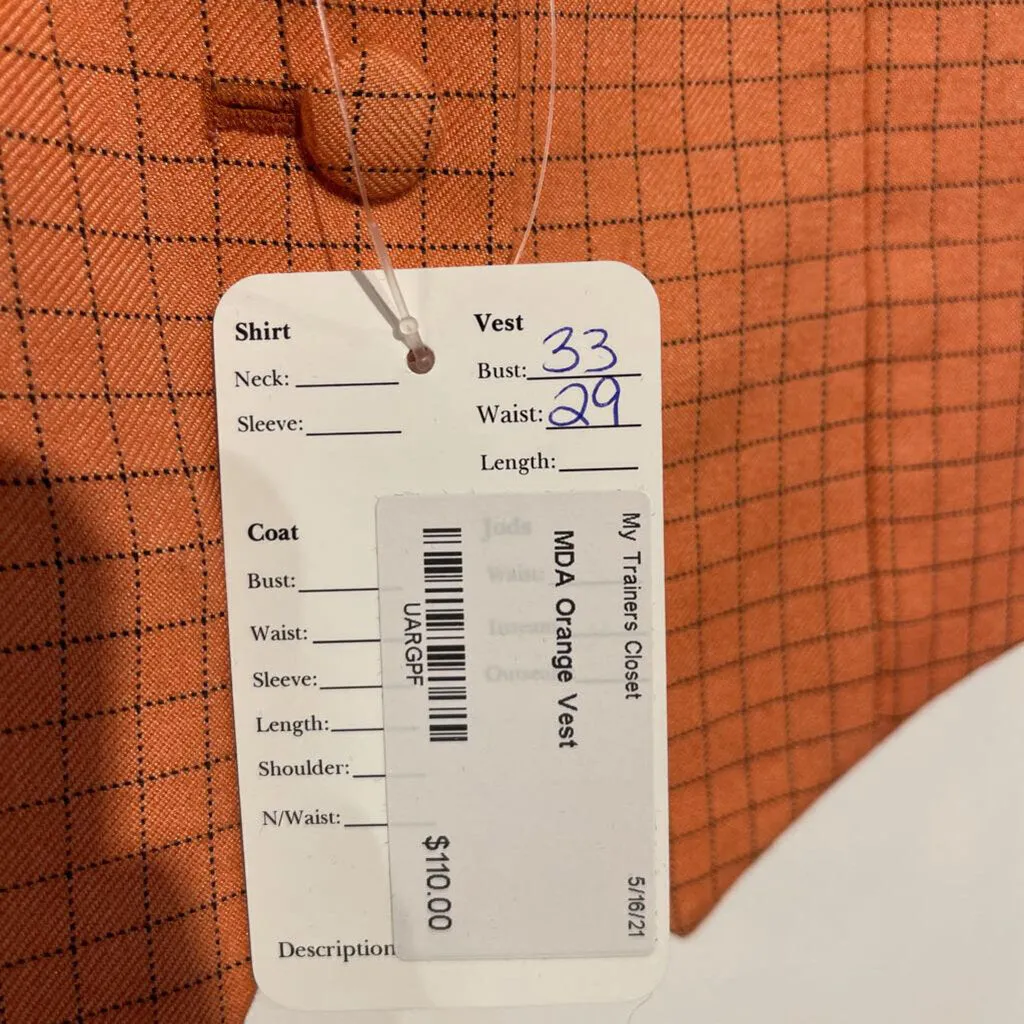 Shirt
Neck:
Sleeve:
Vest
Bust: 33
Waist: 29
Length:
Coat
Bust:
Waist:
Sleeve:
Length:
Shoulder:
N/Waist:
Description
Jods
Waist:
My Trainers Closet
5/16/21
MDA Orange Vest
UARGPF
$110.00